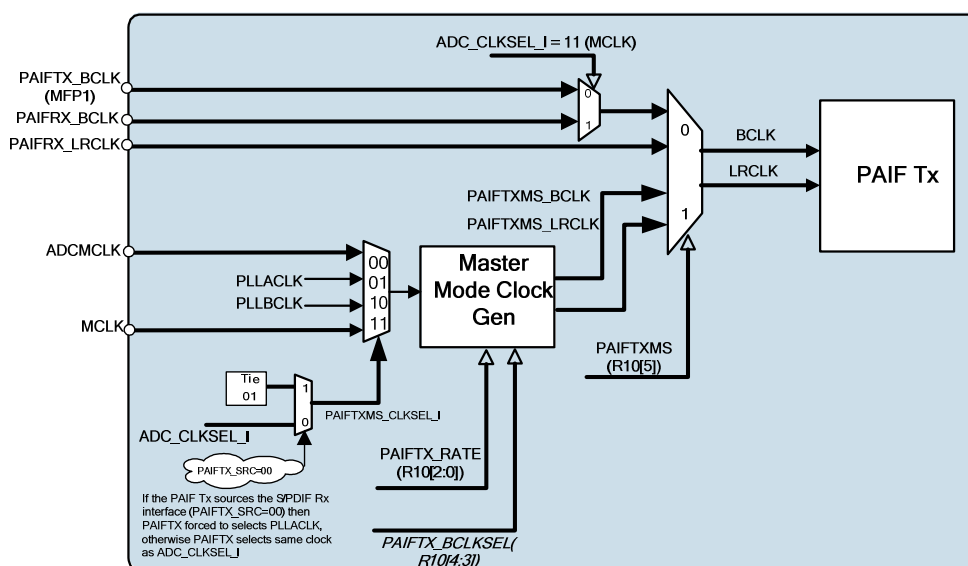 ADC_CLKSEL_I = 11 (MCLK)
PAIFTX_BCLK
(MFP1)
PAIFRX_BCLK
PAIFRX_LRCLK
0
1
0
1
BCLK
LRCLK
PAIF Tx
PAIFTXMS_BCLK
PAIFTXMS_LRCLK
ADCMCLK
PLLACLK
PLLBCLK
MCLK
00
01
10
11
Master
Mode Clock
Gen
PAIFTXMS
(R10[5])
Tie
01
1
0
PAIFTXMS_CLKSEL_I
ADC_CLKSEL_I
PAIFTX_SRC=00
PAIFTX_RATE
(R10[2:0])
If the PAIF Tx sources the S/PDIF Rx
interface (PAIFTX_SRC=00) then
PAIFTX forced to selects PLLACLK,
otherwise PAIFTX selects same clock
as ADC_CLKSEL_I
PAIFTX_BCLKSEL(
R10[4:3])